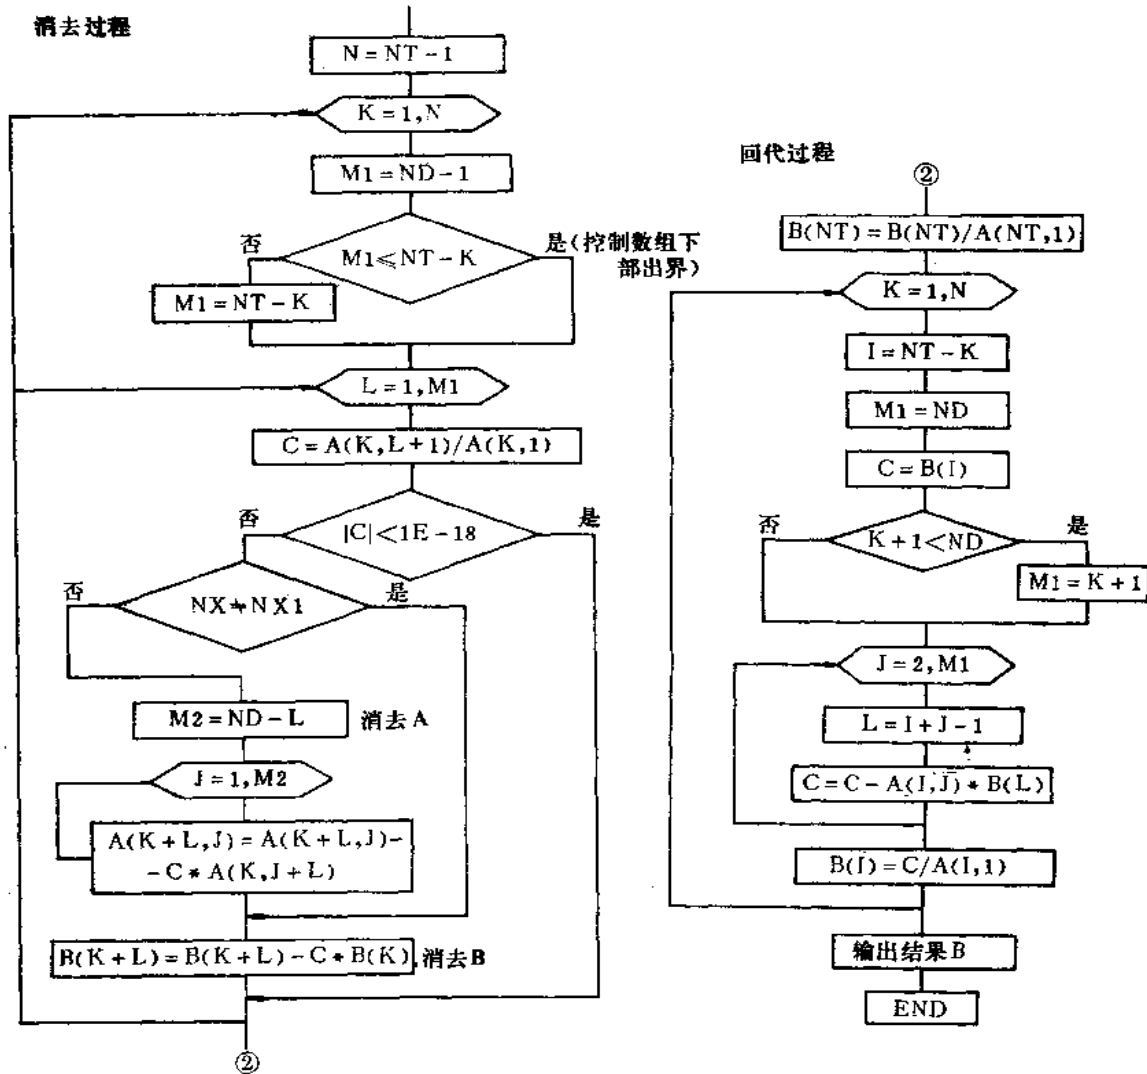 消去过程
N=NT-1
K=1,N
M1=ND-1
M1≤NT-K
否
是(控制数组下
部出界)
M1=NT-K
L=1,M1
C=A(K,L+1)/A(K,1)
|C|<1E-18
否
是
NX≠NX1
否
是
M2=ND-L
消去A
J=1,M2
A(K+L,J)=A(K+L,J)-
-C*A(K,J+L)
B(K+L)=B(K+L)-C*B(K)
消去B
②
回代过程
②
B(NT)=B(NT)/A(NT,1)
K=1,N
I=NT-K
M1=ND
C=B(I)
K+1<ND
否
是
M1=K+1
J=2,M1
L=I+J-1
C=C-A(I,J)*B(L)
B(I)=C/A(I,1)
输出结果B
END